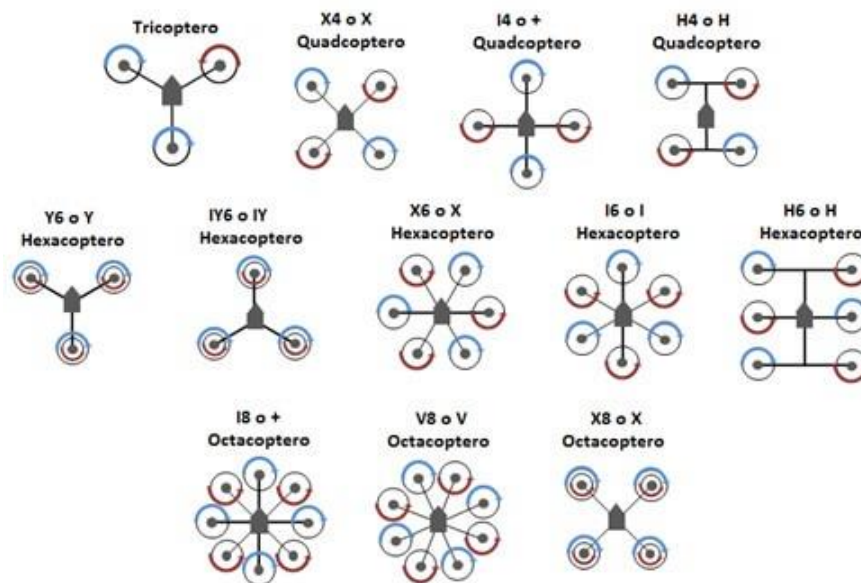 Tricoptero
X4 o X
Quadcoptero
I4 o +
Quadcoptero
H4 o H
Quadcoptero
Y6 o Y
Hexacoptero
IY6 o IY
Hexacoptero
X6 o X
Hexacoptero
I6 o I
Hexacoptero
H6 o H
Hexacoptero
I8 o +
Octacoptero
V8 o V
Octacoptero
X8 o X
Octacoptero